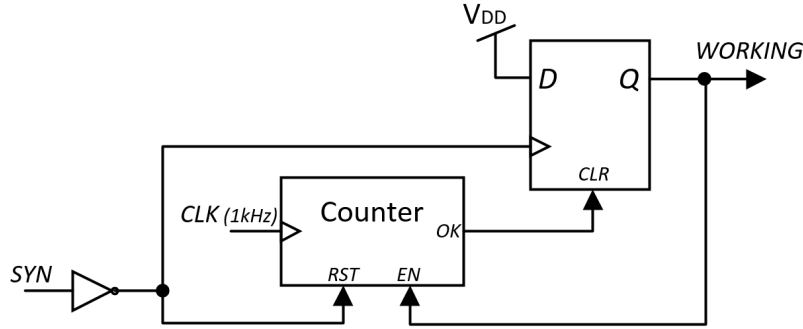 VDD
WORKING
D
Q
CLR
CLK (1kHz)
Counter
OK
SYN
RST
EN